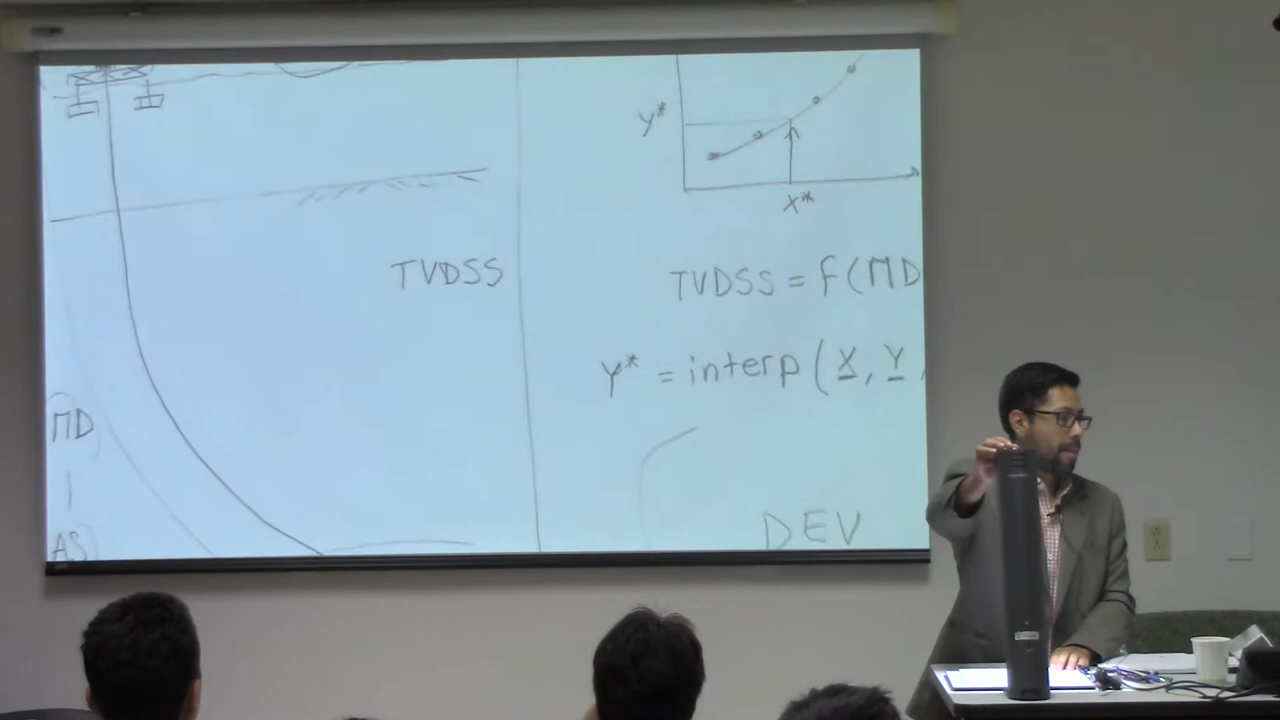 TVDSS
MD
AS
Y*
X*
TVDSS = f(MD
Y* = interp (X, Y,
DEV